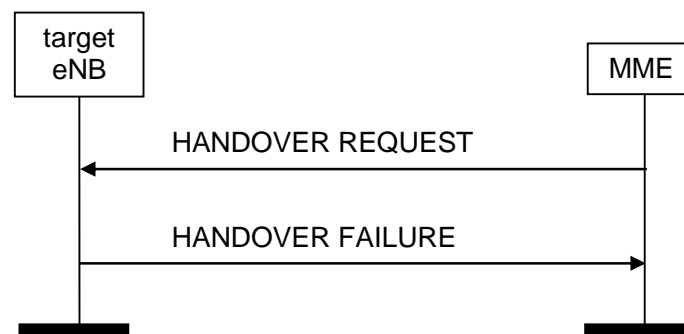 target
eNB
MME
HANDOVER REQUEST
HANDOVER FAILURE